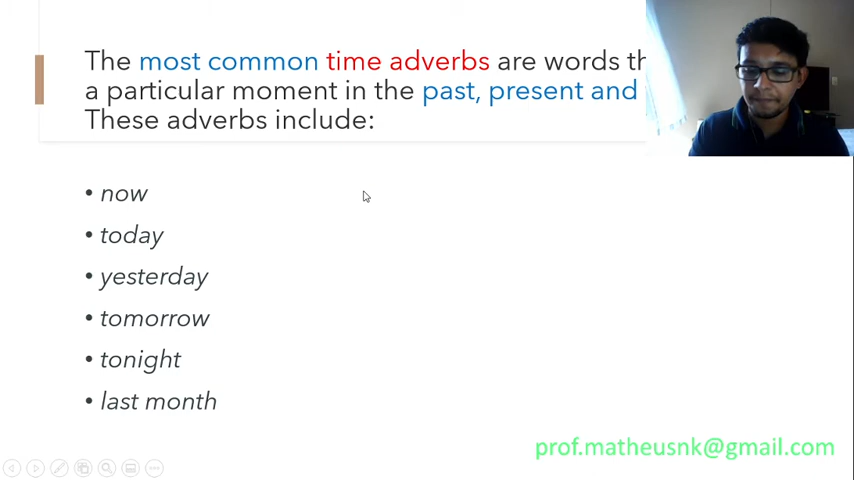 The most common time adverbs are words
a particular moment in the past, present and
These adverbs include:
• now
• today
• yesterday
• tomorrow
• tonight
• last month
prof.matheusnk@gmail.com